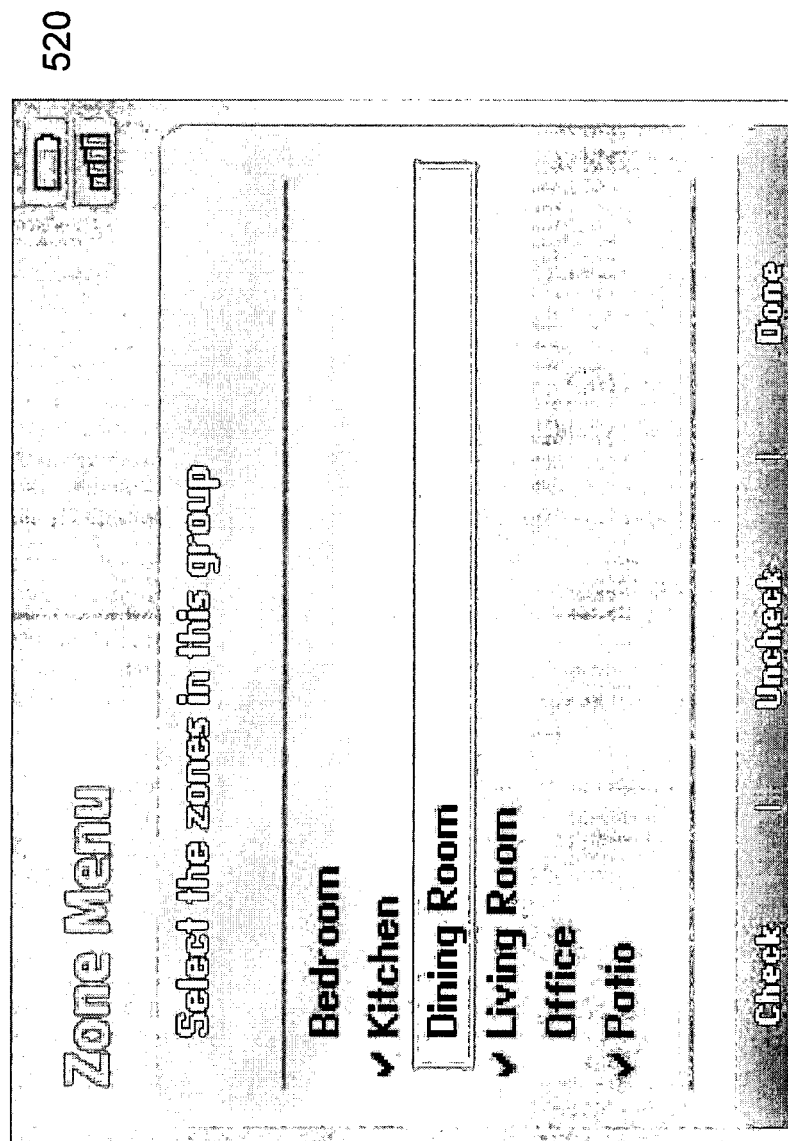 520
Zone Menu
Select the zones in this group
Bedroom
✓ Kitchen
Dining Room
✓ Living Room
Office
✓ Patio
Check | Uncheck | Done